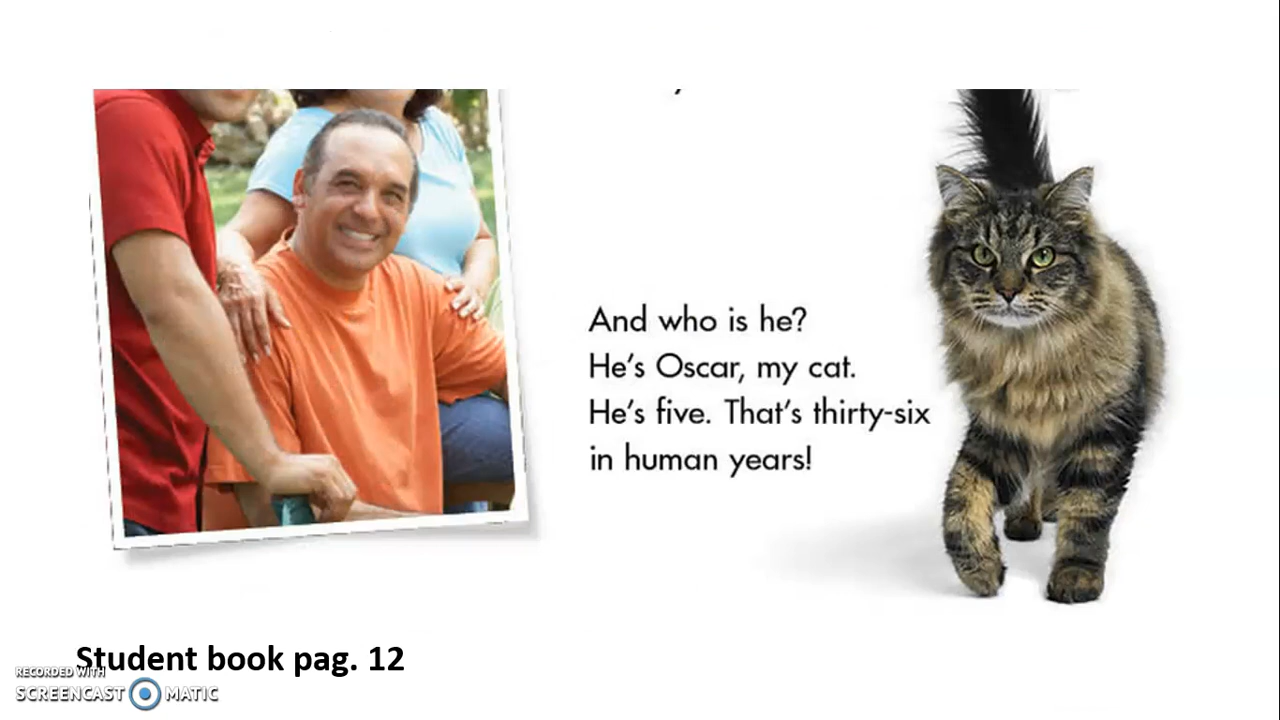 And who is he?
He's Oscar, my cat.
He's five. That's thirty-six
in human years!
Student book pag. 12
RECORDED WITH
SCREENCAST MATIC